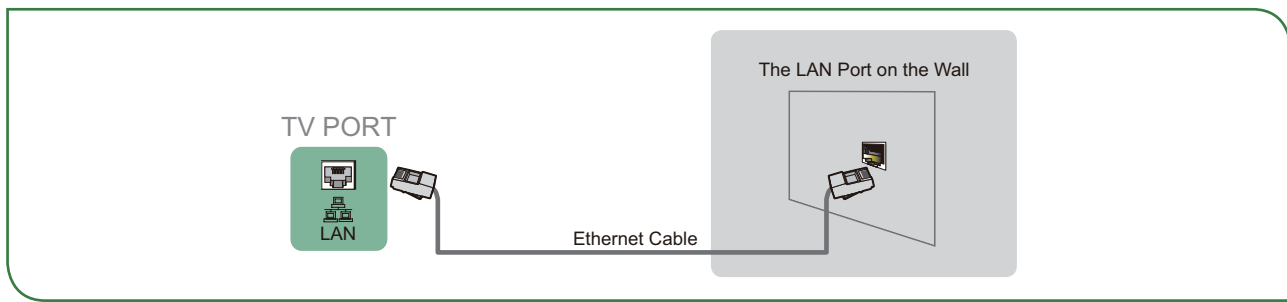 The LAN Port on the Wall
TV PORT
LAN
Ethernet Cable